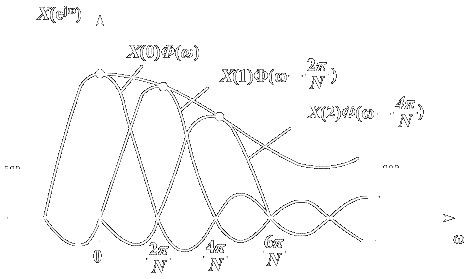 X(e^jω)
X(0)Φ(ω)
X(1)Φ(ω - 2π/N)
X(2)Φ(ω - 4π/N)
...
...
0
2π/N
4π/N
6π/N
ω